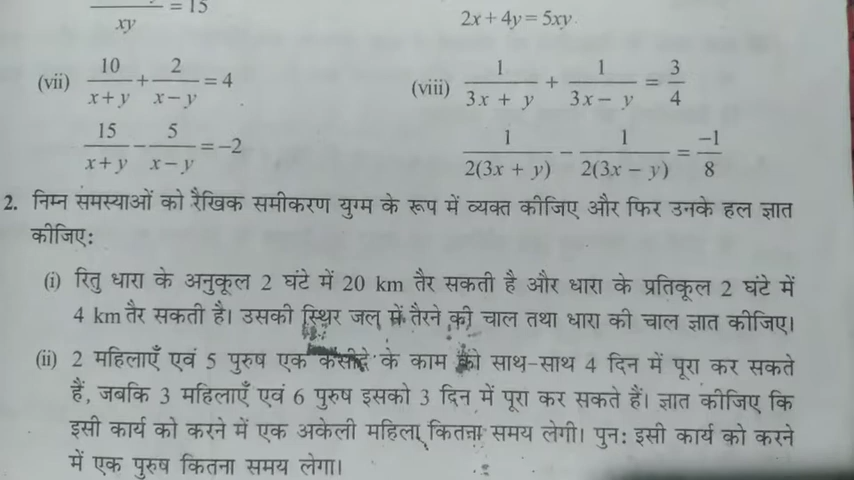 xy = 15
2x + 4y = 5xy
(vii) 10/(x + y) + 2/(x − y) = 4
(viii) 1/(3x + y) + 1/(3x − y) = 3/4
15/(x + y) − 5/(x − y) = −2
1/(2(3x + y)) − 1/(2(3x − y)) = −1/8
2. निम्न समस्याओं को रैखिक समीकरण युग्म के रूप में व्यक्त कीजिए और फिर उनके हल ज्ञात
कीजिए:
(i) रितु धारा के अनुकूल 2 घंटे में 20 km तैर सकती है और धारा के प्रतिकूल 2 घंटे में
4 km तैर सकती है। उसकी स्थिर जल में तैरने की चाल तथा धारा की चाल ज्ञात कीजिए।
(ii) 2 महिलाएँ एवं 5 पुरुष एक कसीदे के काम को साथ-साथ 4 दिन में पूरा कर सकते
हैं, जबकि 3 महिलाएँ एवं 6 पुरुष इसको 3 दिन में पूरा कर सकते हैं। ज्ञात कीजिए कि
इसी कार्य को करने में एक अकेली महिला कितना समय लेगी। पुन: इसी कार्य को करने
में एक पुरुष कितना समय लेगा।